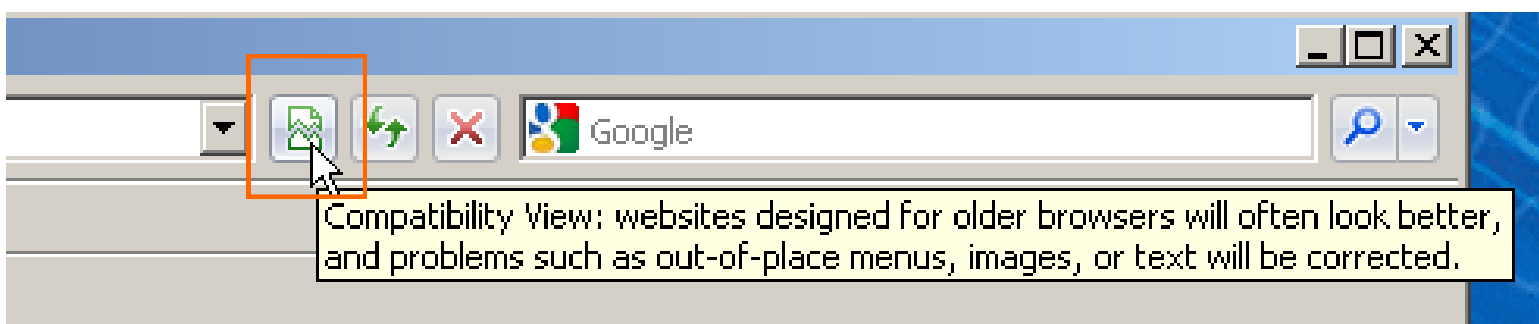 Google
Compatibility View: websites designed for older browsers will often look better,
and problems such as out-of-place menus, images, or text will be corrected.